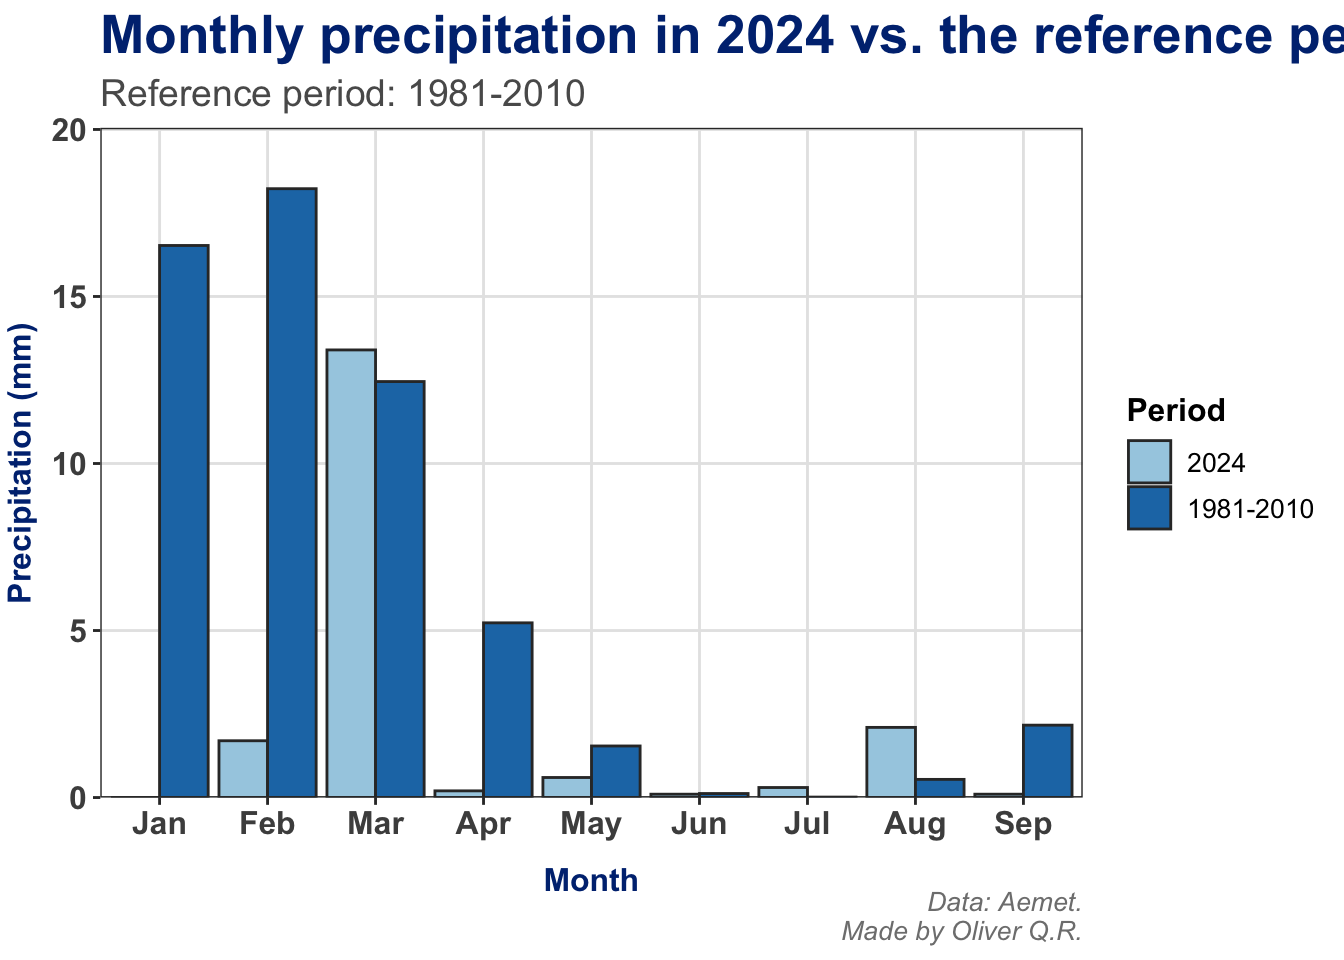 Monthly precipitation in 2024 vs. the reference pe
Reference period: 1981-2010
20
15
10
5
0
Precipitation (mm)
Jan Feb Mar Apr May Jun Jul Aug Sep
Month
Period
2024
1981-2010
Data: Aemet.
Made by Oliver Q.R.